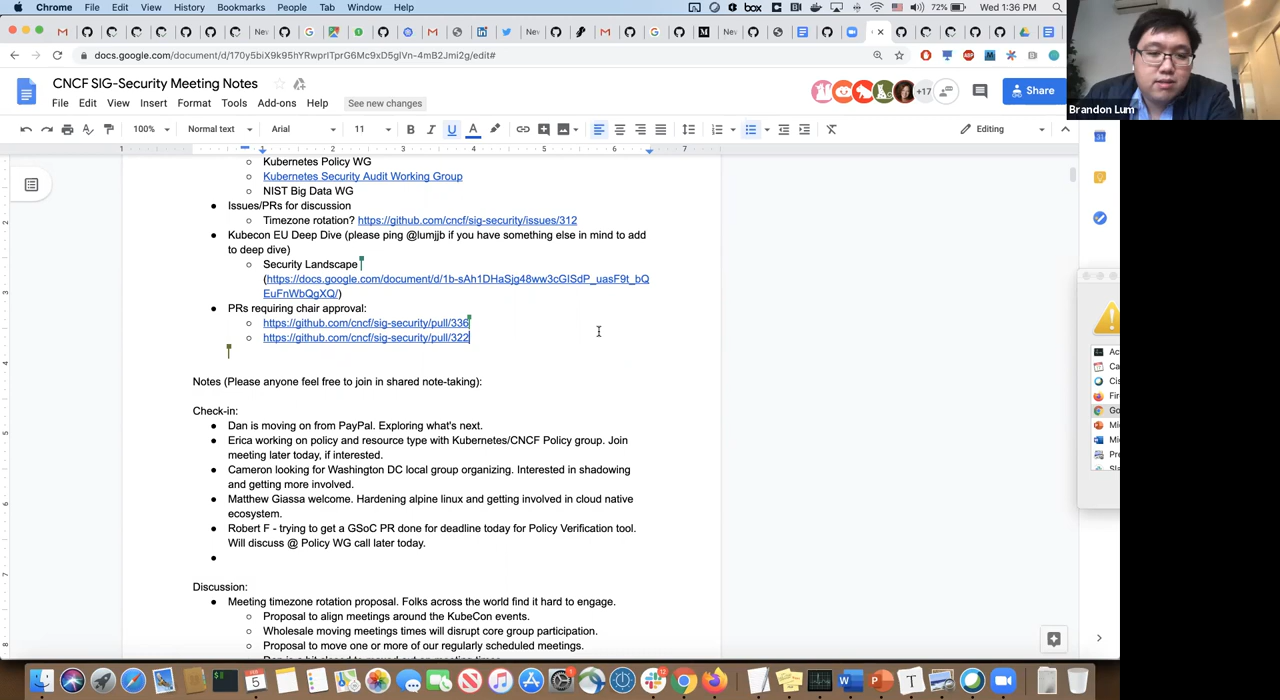 Chrome File Edit View History Bookmarks People Tab Window Help
box
72%
Wed 1:36 PM
Nev
docs.google.com/document/d/170y5biX9k95hYRwprITprG6Mc9xD5glVn-4mB2Jmi2g/edit#
Brandon Lum
CNCF SIG-Security Meeting Notes
File Edit View Insert Format Tools Add-ons Help See new changes
+17
Share
100% Normal text Arial 11 B I U A Editing
Kubernetes Policy WG
Kubernetes Security Audit Working Group
NIST Big Data WG
Issues/PRs for discussion
Timezone rotation? https://github.com/cncf/sig-security/issues/312
Kubecon EU Deep Dive (please ping @lumjjb if you have something else in mind to add
to deep dive)
Security Landscape
(https://docs.google.com/document/d/1b-sAh1DHaSjg48ww3cGISdP_uasF9t_bQ
EuFnWbQgXQ/)
PRs requiring chair approval:
https://github.com/cncf/sig-security/pull/336
https://github.com/cncf/sig-security/pull/322
Notes (Please anyone feel free to join in shared note-taking):
Check-in:
Dan is moving on from PayPal. Exploring what's next.
Erica working on policy and resource type with Kubernetes/CNCF Policy group. Join
meeting later today, if interested.
Cameron looking for Washington DC local group organizing. Interested in shadowing
and getting more involved.
Matthew Giassa welcome. Hardening alpine linux and getting involved in cloud native
ecosystem.
Robert F - trying to get a GSoC PR done for deadline today for Policy Verification tool.
Will discuss @ Policy WG call later today.
Discussion:
Meeting timezone rotation proposal. Folks across the world find it hard to engage.
Proposal to align meetings around the KubeCon events.
Wholesale moving meetings times will disrupt core group participation.
Proposal to move one or more of our regularly scheduled meetings.